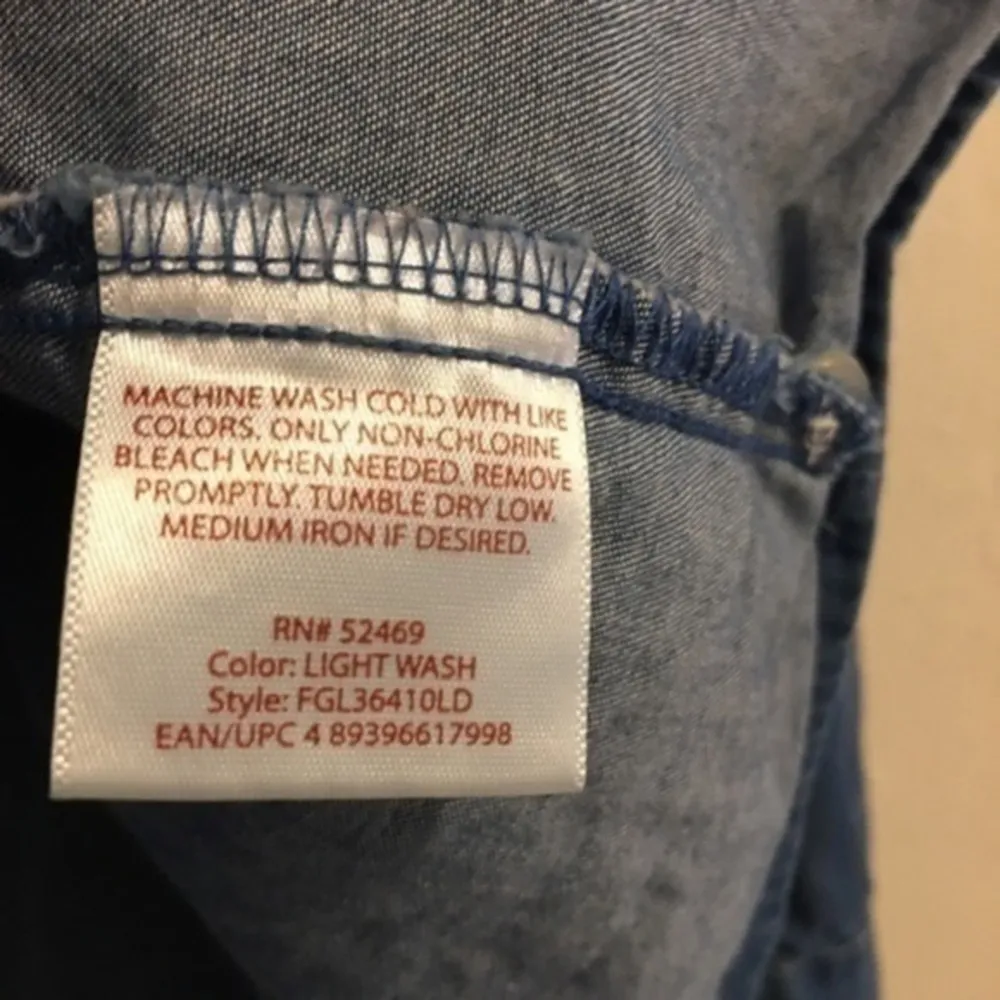 MACHINE WASH COLD WITH LIKE
COLORS. ONLY NON-CHLORINE
BLEACH WHEN NEEDED. REMOVE
PROMPTLY. TUMBLE DRY LOW.
MEDIUM IRON IF DESIRED.
RN# 52469
Color: LIGHT WASH
Style: FGL36410LD
EAN/UPC 4 89396617998